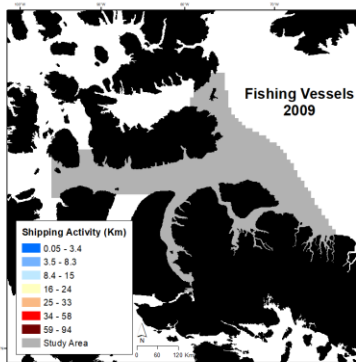 Fishing Vessels
2009
Shipping Activity (Km)
0.05 - 3.4
3.5 - 8.3
8.4 - 15
16 - 24
25 - 33
34 - 58
59 - 94
Study Area
N
0 60 120 Km